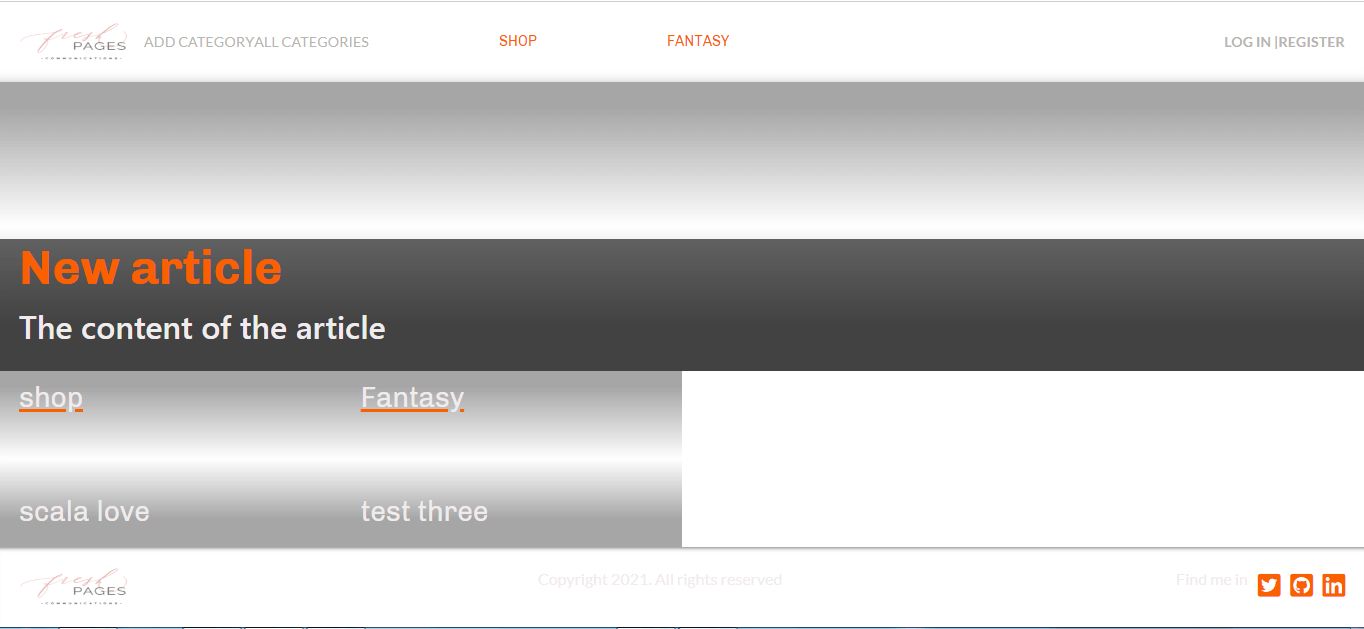 fresh
PAGES
·COMMUNICATIONS·
ADD CATEGORYALL CATEGORIES
SHOP
FANTASY
LOG IN |REGISTER
New article
The content of the article
shop
Fantasy
scala love
test three
fresh
PAGES
·COMMUNICATIONS·
Copyright 2021. All rights reserved
Find me in
in